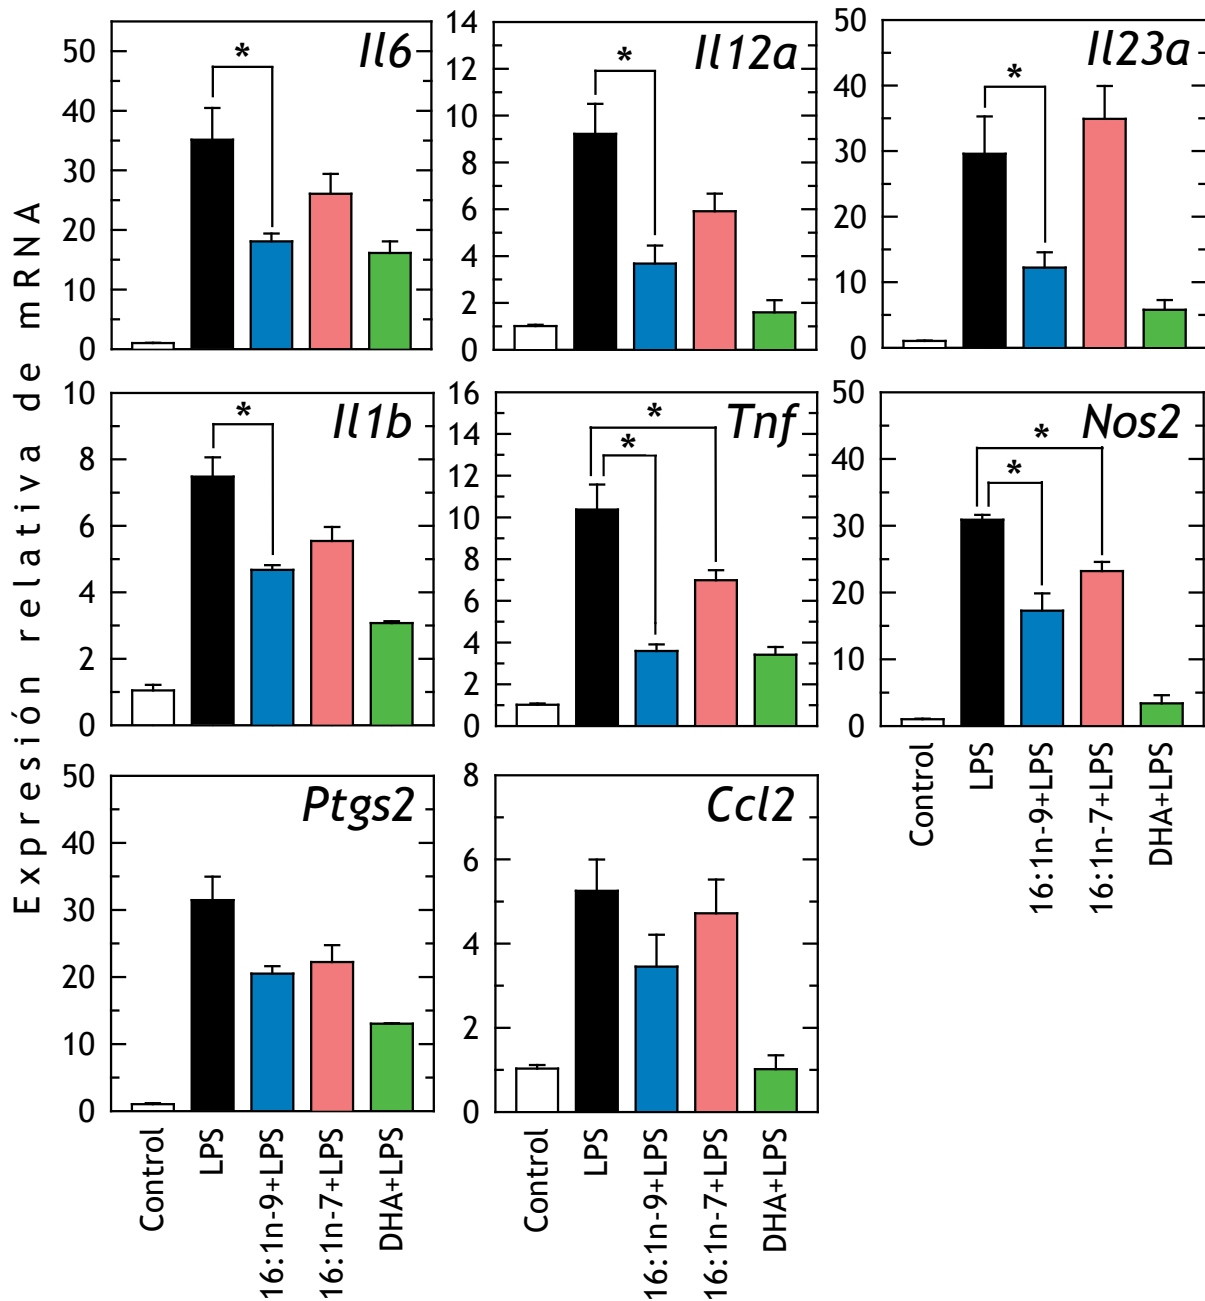 Expresión relativa de mRNA
Il6
*
50
40
30
20
10
0
Il12a
*
14
12
10
8
6
4
2
0
Il23a
*
50
40
30
20
10
0
Il1b
*
10
8
6
4
2
0
Tnf
*
*
16
14
12
10
8
6
4
2
0
Nos2
*
*
50
40
30
20
10
0
Control
LPS
16:1n-9+LPS
16:1n-7+LPS
DHA+LPS
Ptgs2
50
40
30
20
10
0
Control
LPS
16:1n-9+LPS
16:1n-7+LPS
DHA+LPS
Ccl2
8
6
4
2
0
Control
LPS
16:1n-9+LPS
16:1n-7+LPS
DHA+LPS